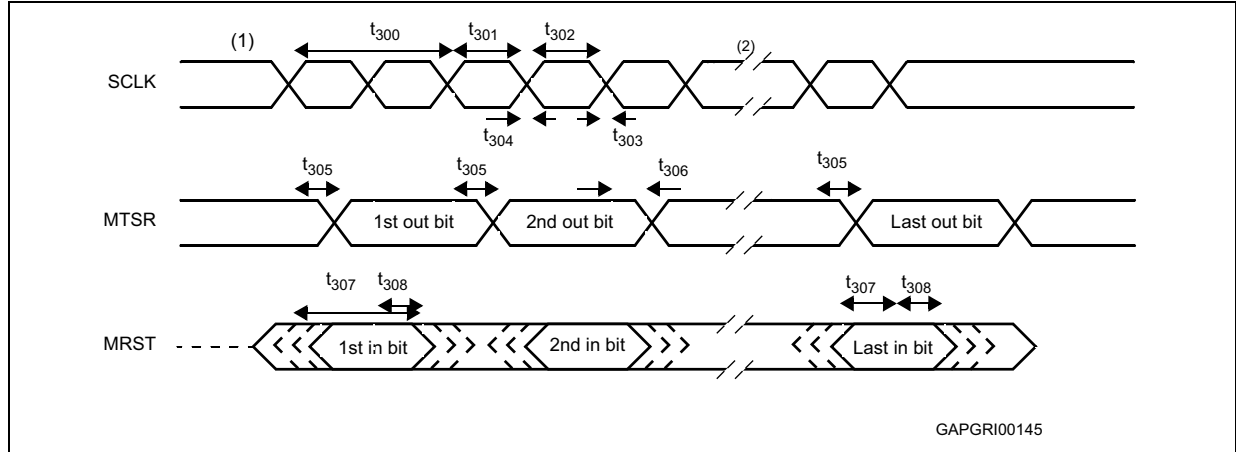 (1) t300 t301 t302 (2)
SCLK
t304 t303
t305 t305 t306 t305
MTSR 1st out bit 2nd out bit Last out bit
t307 t308 t307 t308
MRST 1st in bit 2nd in bit Last in bit
GAPGRI00145